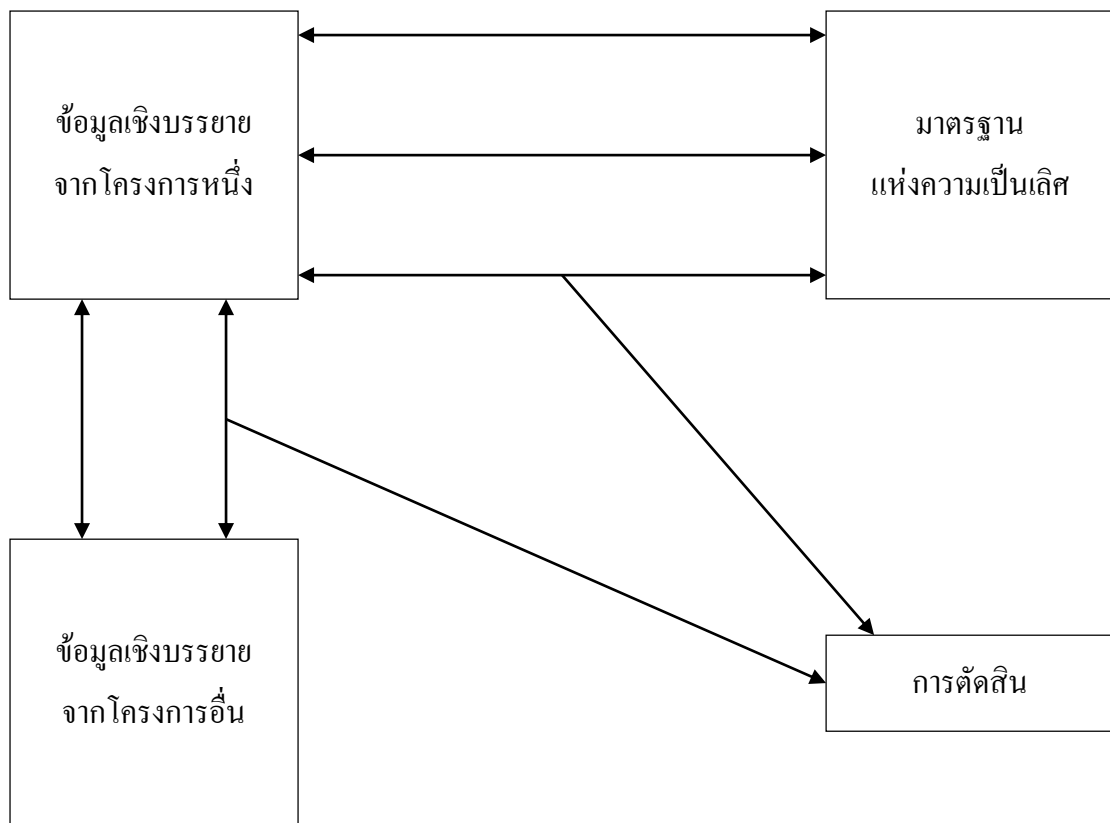 ข้อมูลเชิงบรรยาย
จากโครงการหนึ่ง
มาตรฐาน
แห่งความเป็นเลิศ
ข้อมูลเชิงบรรยาย
จากโครงการอื่น
การตัดสิน